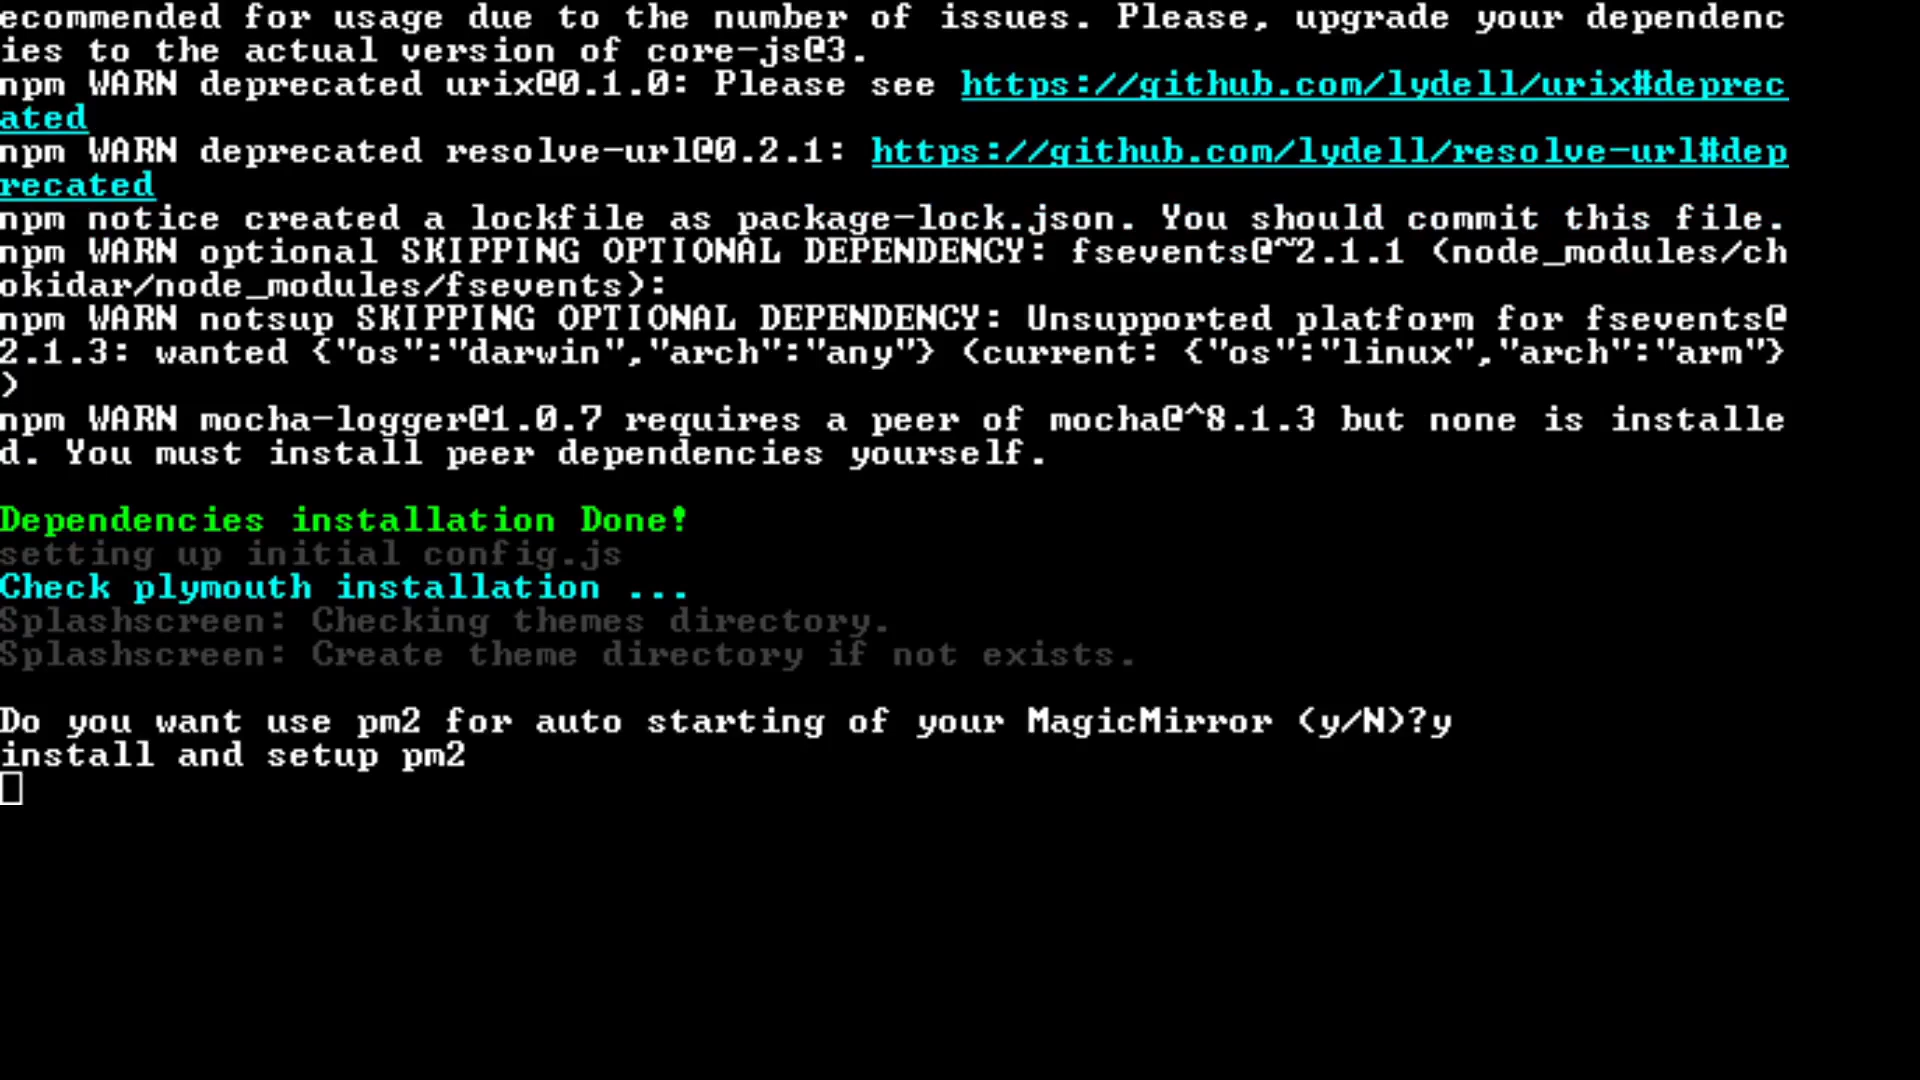 ecommended for usage due to the number of issues. Please, upgrade your dependenc
ies to the actual version of core-js@3.
npm WARN deprecated urix@0.1.0: Please see https://github.com/lydell/urix#deprec
ated
npm WARN deprecated resolve-url@0.2.1: https://github.com/lydell/resolve-url#dep
recated
npm notice created a lockfile as package-lock.json. You should commit this file.
npm WARN optional SKIPPING OPTIONAL DEPENDENCY: fsevents@~2.1.1 (node_modules/ch
okidar/node_modules/fsevents):
npm WARN notsup SKIPPING OPTIONAL DEPENDENCY: Unsupported platform for fsevents@
2.1.3: wanted {"os":"darwin","arch":"any"} (current: {"os":"linux","arch":"arm"}
)
npm WARN mocha-logger@1.0.7 requires a peer of mocha@^8.1.3 but none is installe
d. You must install peer dependencies yourself.
Dependencies installation Done!
setting up initial config.js
Check plymouth installation ...
Splashscreen: Checking themes directory.
Splashscreen: Create theme directory if not exists.
Do you want use pm2 for auto starting of your MagicMirror (y/N)?y
install and setup pm2